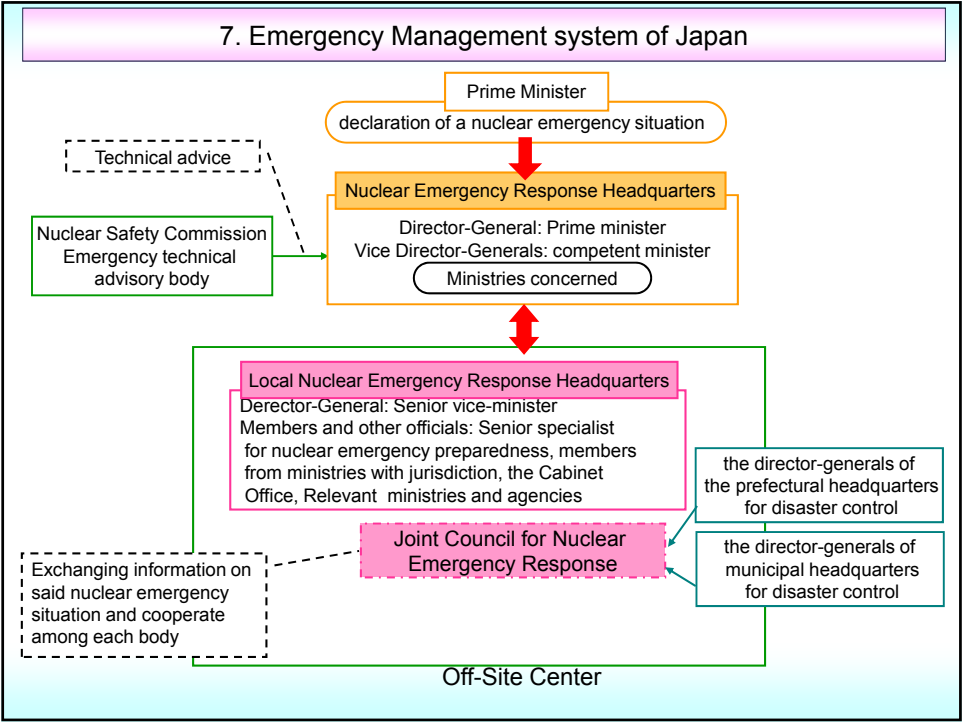 7. Emergency Management system of Japan
Prime Minister
declaration of a nuclear emergency situation
Technical advice
Nuclear Emergency Response Headquarters
Director-General: Prime minister
Vice Director-Generals: competent minister
Ministries concerned
Nuclear Safety Commission
Emergency technical
advisory body
Local Nuclear Emergency Response Headquarters
Derector-General: Senior vice-minister
Members and other officials: Senior specialist
for nuclear emergency preparedness, members
from ministries with jurisdiction, the Cabinet
Office, Relevant ministries and agencies
the director-generals of
the prefectural headquarters
for disaster control
Joint Council for Nuclear
Emergency Response
the director-generals of
municipal headquarters
for disaster control
Exchanging information on
said nuclear emergency
situation and cooperate
among each body
Off-Site Center